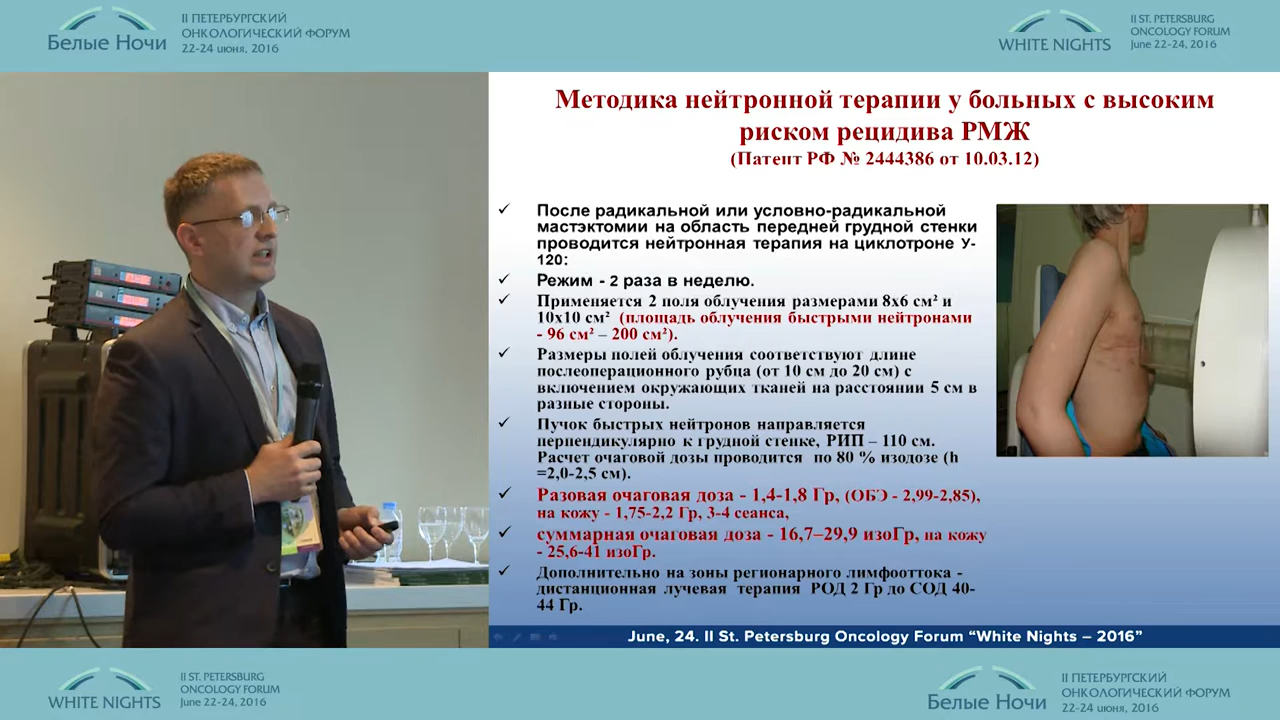 Белые Ночи
II ПЕТЕРБУРГСКИЙ
ОНКОЛОГИЧЕСКИЙ ФОРУМ
22-24 июня, 2016
WHITE NIGHTS
II ST. PETERSBURG
ONCOLOGY FORUM
June 22-24, 2016
Методика нейтронной терапии у больных с высоким
риском рецидива РМЖ
(Патент РФ № 2444386 от 10.03.12)
✓ После радикальной или условно-радикальной
мастэктомии на область передней грудной стенки
проводится нейтронная терапия на циклотроне У-
120:
✓ Режим - 2 раза в неделю.
✓ Применяется 2 поля облучения размерами 8х6 см² и
10х10 см² (площадь облучения быстрыми нейтронами
- 96 см² – 200 см²).
✓ Размеры полей облучения соответствуют длине
послеоперационного рубца (от 10 см до 20 см) с
включением окружающих тканей на расстоянии 5 см в
разные стороны.
✓ Пучок быстрых нейтронов направляется
перпендикулярно к грудной стенке, РИП – 110 см.
Расчет очаговой дозы проводится по 80 % изодозе (h
=2,0-2,5 см).
✓ Разовая очаговая доза - 1,4-1,8 Гр, (ОБЭ - 2,99-2,85),
на кожу - 1,75-2,2 Гр, 3-4 сеанса,
✓ суммарная очаговая доза - 16,7–29,9 изоГр, на кожу
- 25,6-41 изоГр.
✓ Дополнительно на зоны регионарного лимфооттока -
дистанционная лучевая терапия РОД 2 Гр до СОД 40-
44 Гр.
June, 24. II St. Petersburg Oncology Forum “White Nights – 2016”
WHITE NIGHTS
II ST. PETERSBURG
ONCOLOGY FORUM
June 22-24, 2016
Белые Ночи
II ПЕТЕРБУРГСКИЙ
ОНКОЛОГИЧЕСКИЙ ФОРУМ
22-24 июня, 2016